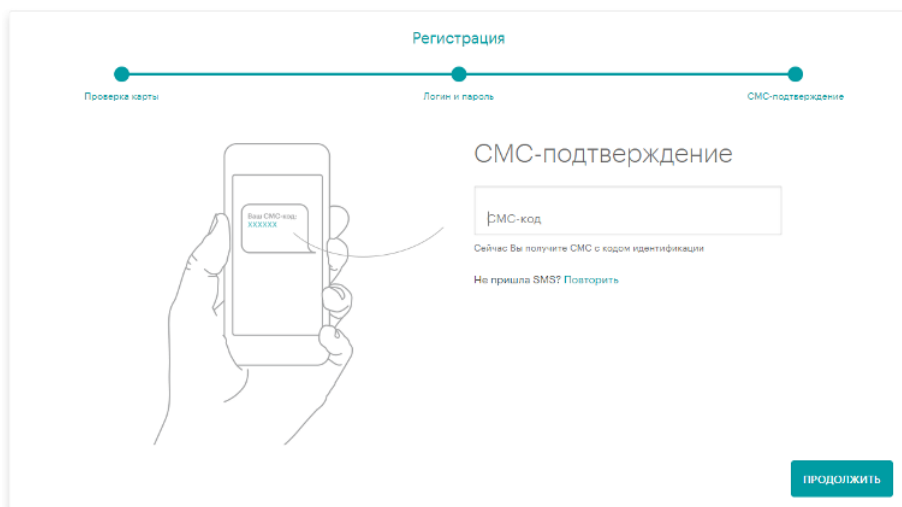 Регистрация
Проверка карты
Логин и пароль
СМС-подтверждение
СМС-подтверждение
Ваш СМС-код:
XXXXXX
СМС-код
Сейчас Вы получите СМС с кодом идентификации
Не пришла SMS? Повторить
ПРОДОЛЖИТЬ